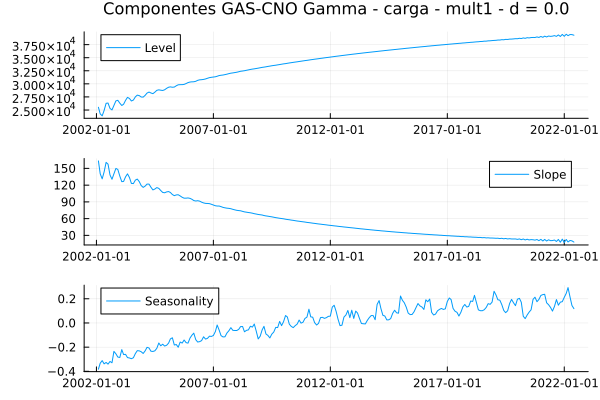 Componentes GAS-CNO Gamma - carga - mult1 - d = 0.0
3.750×10⁴
3.500×10⁴
3.250×10⁴
3.000×10⁴
2.750×10⁴
2.500×10⁴
Level
2002-01-01 2007-01-01 2012-01-01 2017-01-01 2022-01-01
150
120
90
60
30
Slope
2002-01-01 2007-01-01 2012-01-01 2017-01-01 2022-01-01
0.2
0.0
−0.2
−0.4
Seasonality
2002-01-01 2007-01-01 2012-01-01 2017-01-01 2022-01-01